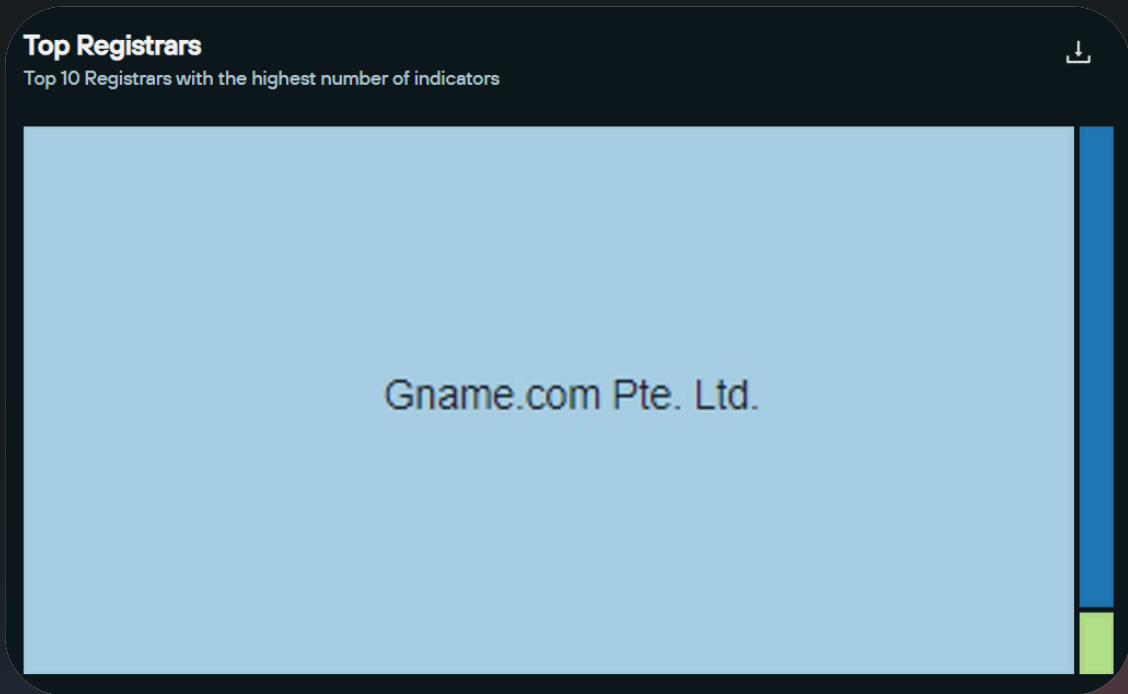 Top Registrars
Top 10 Registrars with the highest number of indicators
Gname.com Pte. Ltd.